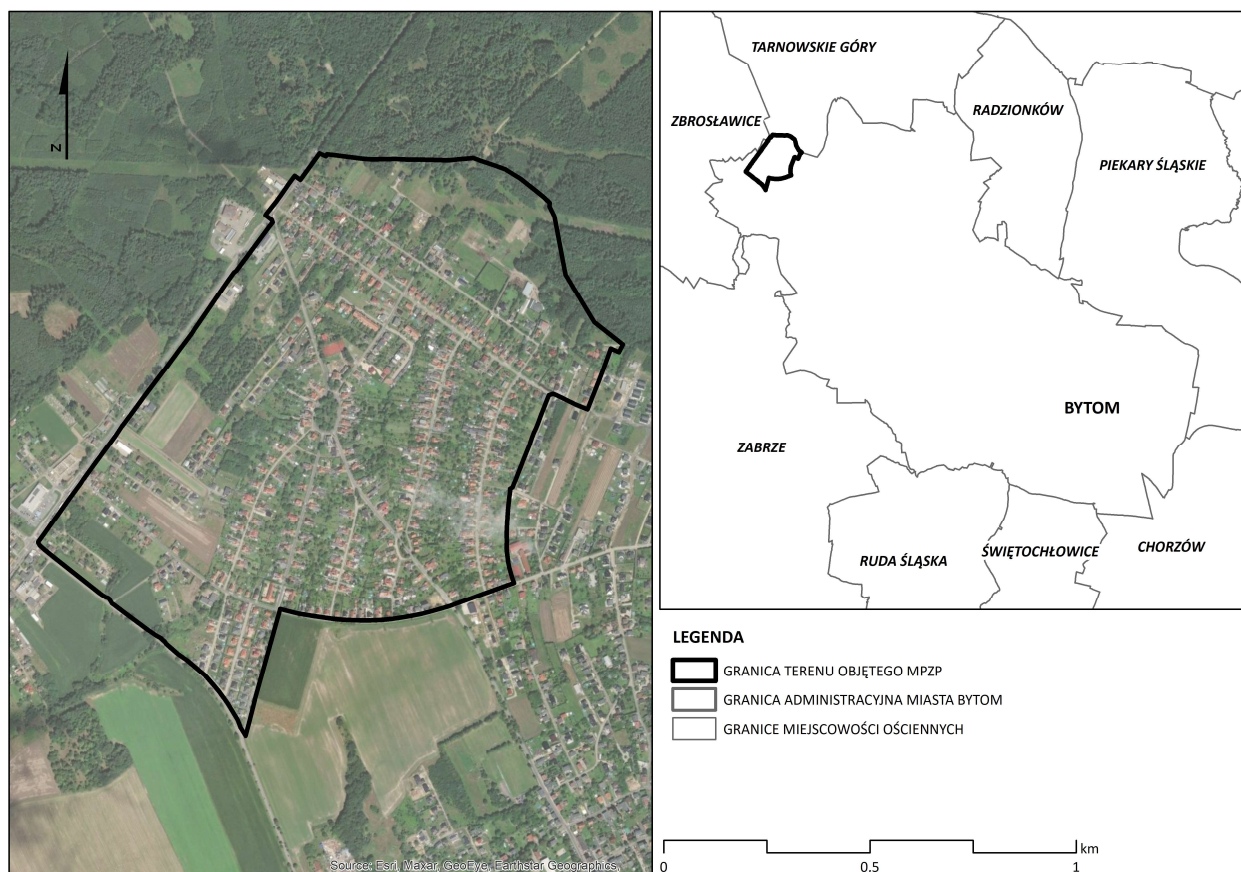 N
Source: Esri, Maxar, GeoEye, Earthstar Geographics,
TARNOWSKIE GÓRY
RADZIONKÓW
ZBROSŁAWICE
PIEKARY ŚLĄSKIE
BYTOM
ZABRZE
RUDA ŚLĄSKA
ŚWIĘTOCHŁOWICE
CHORZÓW
LEGENDA
GRANICA TERENU OBJĘTEGO MPZP
GRANICA ADMINISTRACYJNA MIASTA BYTOM
GRANICE MIEJSCOWOŚCI OŚCIENNYCH
km
0 0,5 1